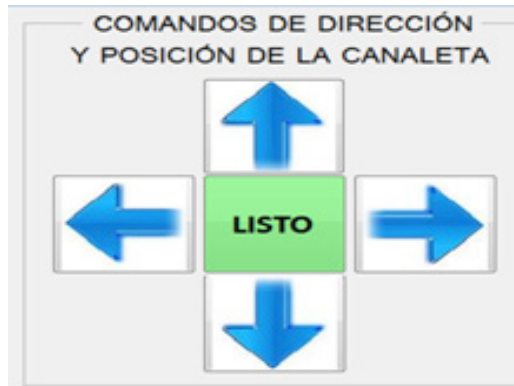 COMANDOS DE DIRECCIÓN
Y POSICIÓN DE LA CANALETA
LISTO